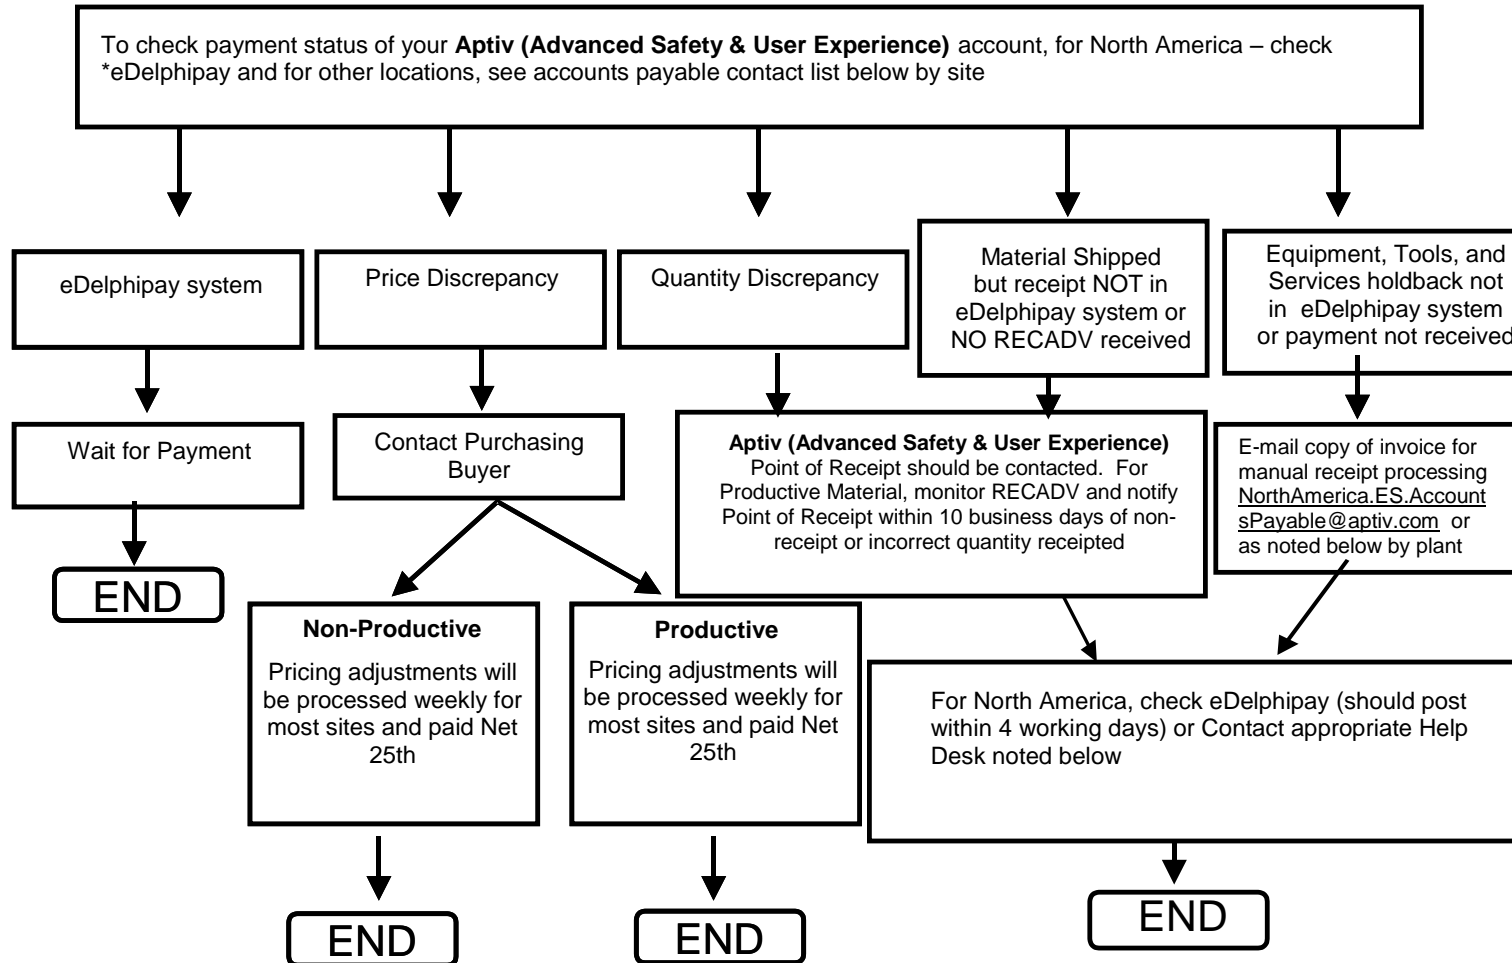 To check payment status of your Aptiv (Advanced Safety & User Experience) account, for North America – check
*eDelphipay and for other locations, see accounts payable contact list below by site
eDelphipay system
Price Discrepancy
Quantity Discrepancy
Material Shipped
but receipt NOT in
eDelphipay system or
NO RECADV received
Equipment, Tools, and
Services holdback not
in eDelphipay system
or payment not received
Wait for Payment
Contact Purchasing
Buyer
Aptiv (Advanced Safety & User Experience)
Point of Receipt should be contacted. For
Productive Material, monitor RECADV and notify
Point of Receipt within 10 business days of non-
receipt or incorrect quantity receipted
E-mail copy of invoice for
manual receipt processing
NorthAmerica.ES.Account
sPayable@aptiv.com or
as noted below by plant
END
Non-Productive
Pricing adjustments will
be processed weekly for
most sites and paid Net
25th
Productive
Pricing adjustments will
be processed weekly for
most sites and paid Net
25th
For North America, check eDelphipay (should post
within 4 working days) or Contact appropriate Help
Desk noted below
END
END
END